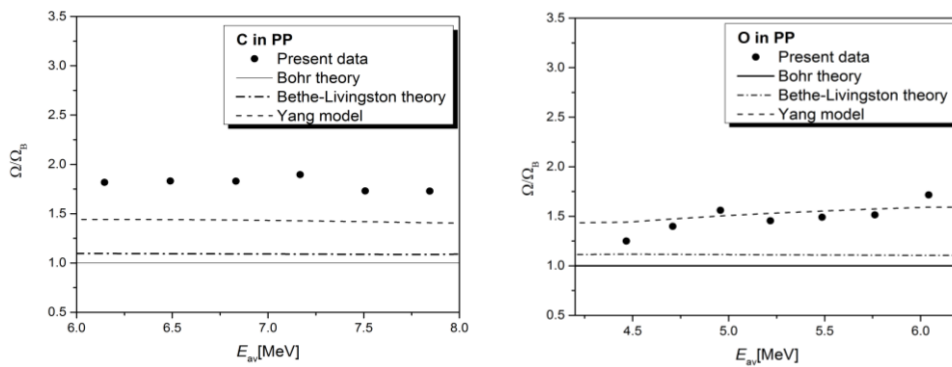 3.5
3.0
2.5
2.0
1.5
1.0
0.5
Ω/Ω_B
C in PP
Present data
Bohr theory
Bethe-Livingston theory
Yang model
6.0 6.5 7.0 7.5 8.0
E_av[MeV]
3.5
3.0
2.5
2.0
1.5
1.0
0.5
Ω/Ω_B
O in PP
Present data
Bohr theory
Bethe-Livingston theory
Yang model
4.5 5.0 5.5 6.0
E_av[MeV]